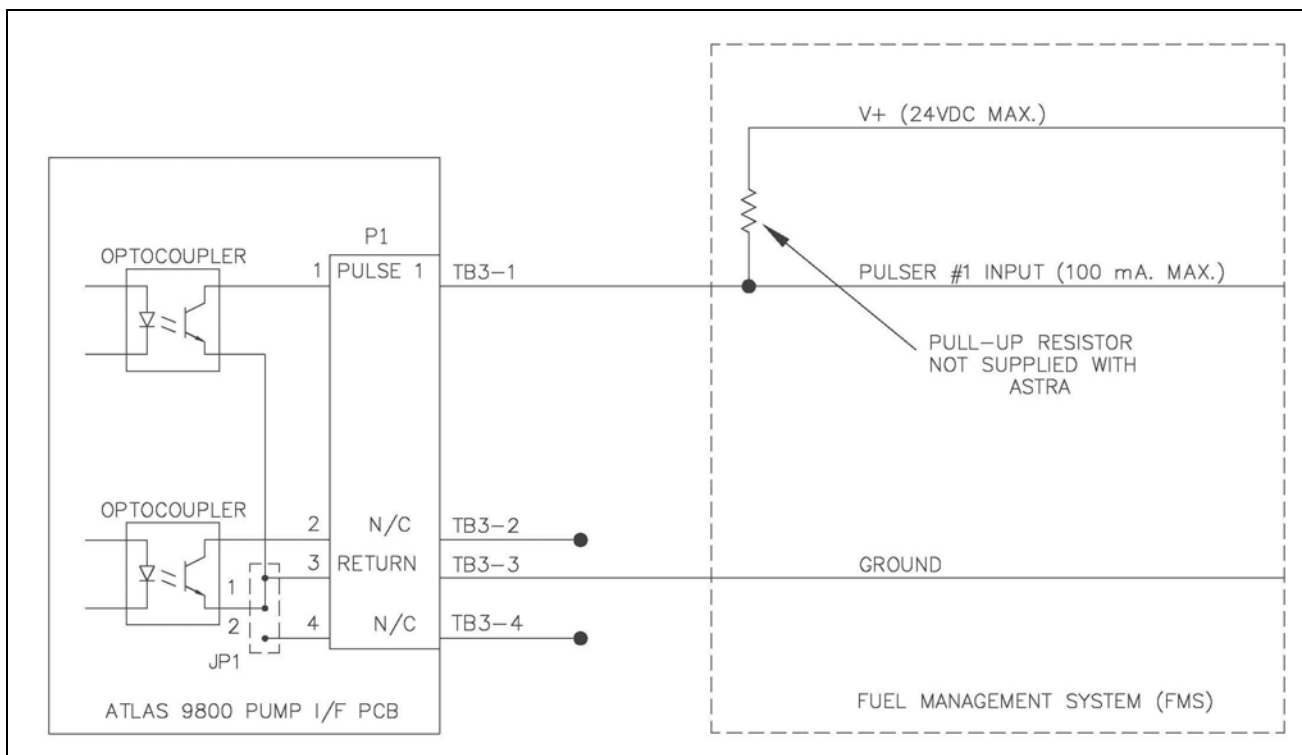 V+ (24VDC MAX.)
P1
OPTOCOUPLER
1 PULSE 1 TB3-1
PULSER #1 INPUT (100 mA. MAX.)
PULL-UP RESISTOR
NOT SUPPLIED WITH
ASTRA
OPTOCOUPLER
2 N/C TB3-2
3 RETURN TB3-3
GROUND
1
2
4 N/C TB3-4
JP1
ATLAS 9800 PUMP I/F PCB
FUEL MANAGEMENT SYSTEM (FMS)